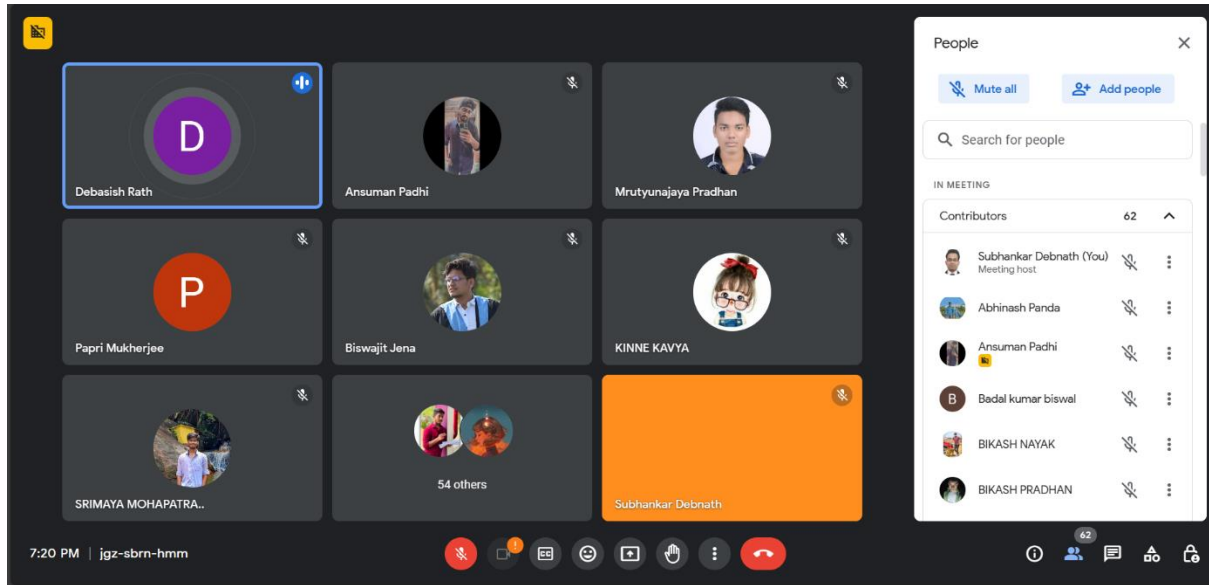 D
Debasish Rath
Ansuman Padhi
Mrutyunajaya Pradhan
P
Papri Mukherjee
Biswajit Jena
KINNE KAVYA
SRIMAYA MOHAPATRA..
54 others
Subhankar Debnath
7:20 PM | jgz-sbrn-hmm
!
CC
62
People
Mute all
Add people
Search for people
IN MEETING
Contributors 62
Subhankar Debnath (You)
Meeting host
Abhinash Panda
Ansuman Padhi
B
Badal kumar biswal
BIKASH NAYAK
BIKASH PRADHAN